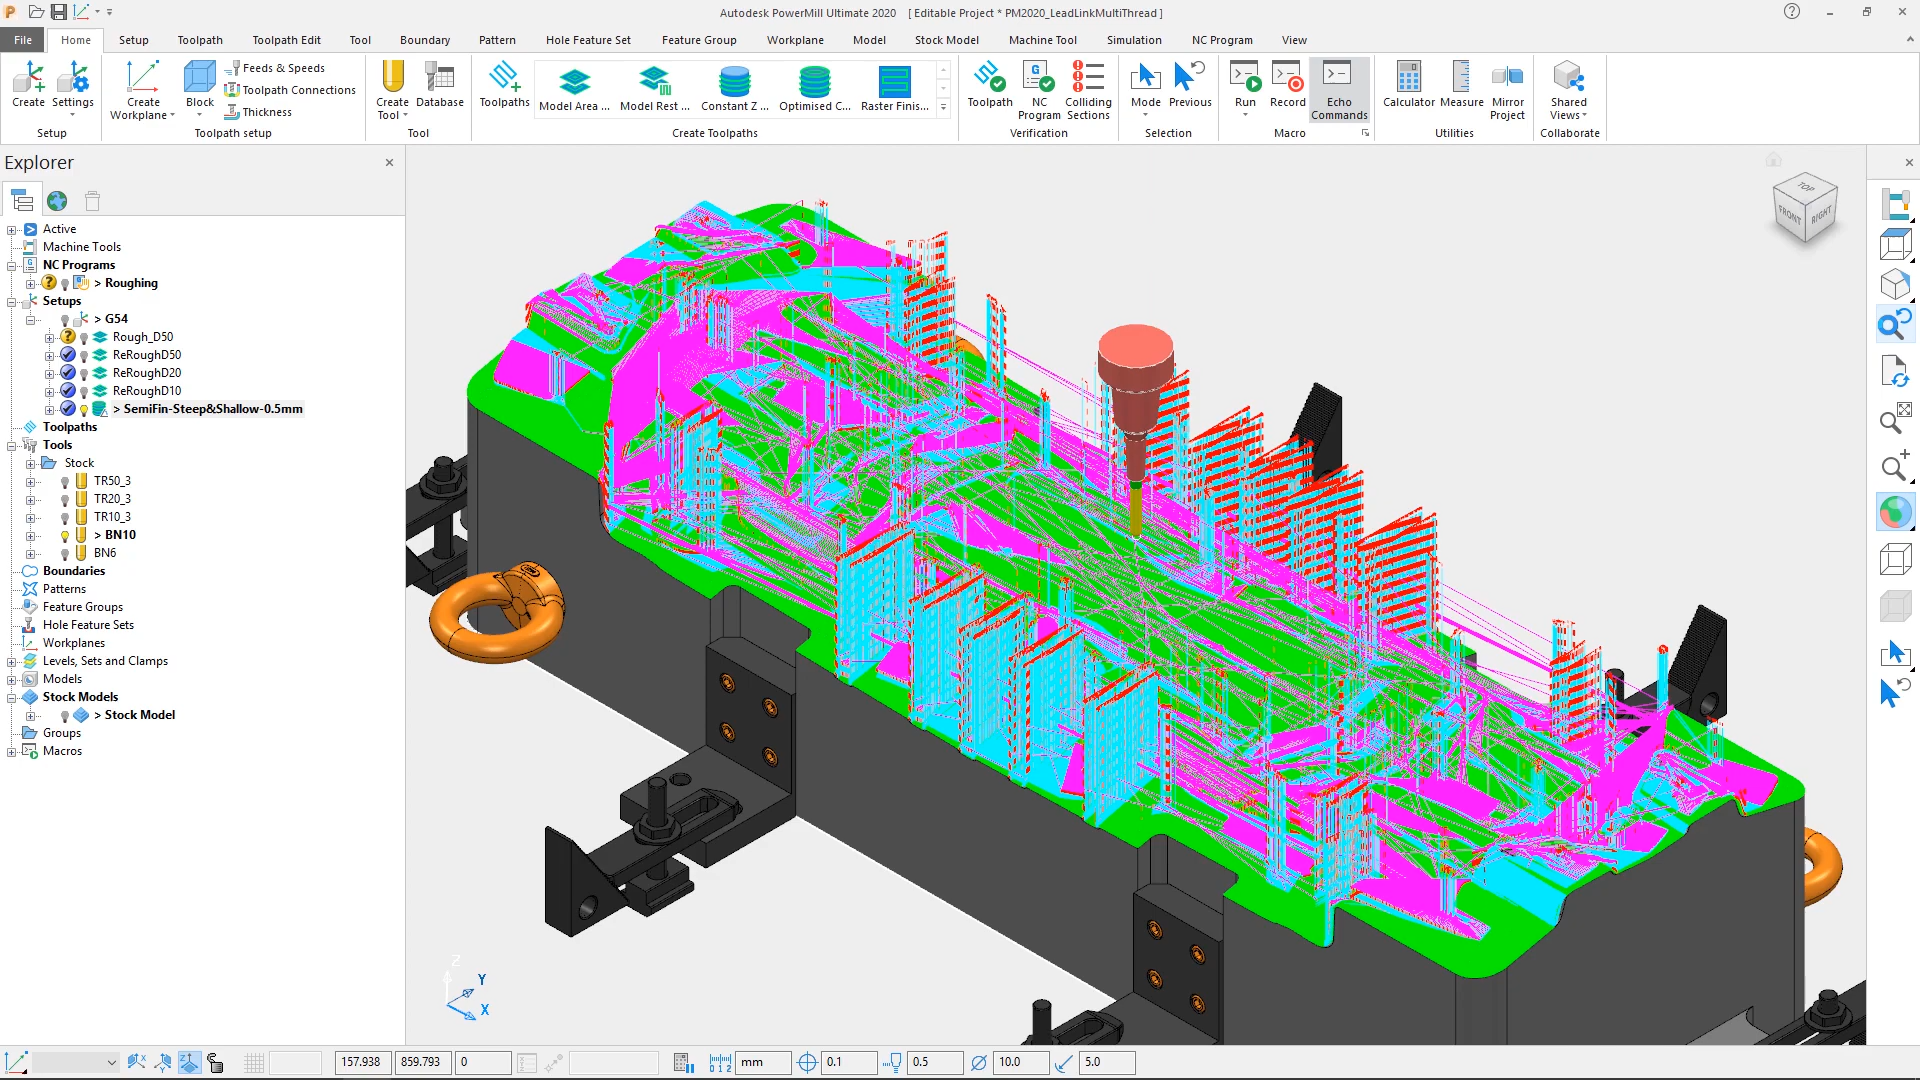 Autodesk PowerMill Ultimate 2020 [ Editable Project * PM2020_LeadLinkMultiThread ]
File Home Setup Toolpath Toolpath Edit Tool Boundary Pattern Hole Feature Set Feature Group Workplane Model Stock Model Machine Tool Simulation NC Program View
Create
Settings
Setup
Create Workplane
Block
Feeds & Speeds
Toolpath Connections
Thickness
Toolpath setup
Create Tool
Database
Tool
Toolpaths
Model Area ...
Model Rest ...
Constant Z ...
Optimised C...
Raster Finis...
Create Toolpaths
Toolpath
NC Program
Colliding Sections
Verification
Mode
Previous
Selection
Run
Record
Echo Commands
Macro
Calculator
Measure
Mirror Project
Utilities
Shared Views
Collaborate
Explorer
Active
Machine Tools
NC Programs
> Roughing
Setups
> G54
Rough_D50
ReRoughD50
ReRoughD20
ReRoughD10
> SemiFin-Steep&Shallow-0.5mm
Toolpaths
Tools
Stock
TR50_3
TR20_3
TR10_3
> BN10
BN6
Boundaries
Patterns
Feature Groups
Hole Feature Sets
Workplanes
Levels, Sets and Clamps
Models
Stock Models
> Stock Model
Groups
Macros
TOP
FRONT
RIGHT
Z
Y
X
157.938 859.793 0 mm 0.1 0.5 10.0 5.0